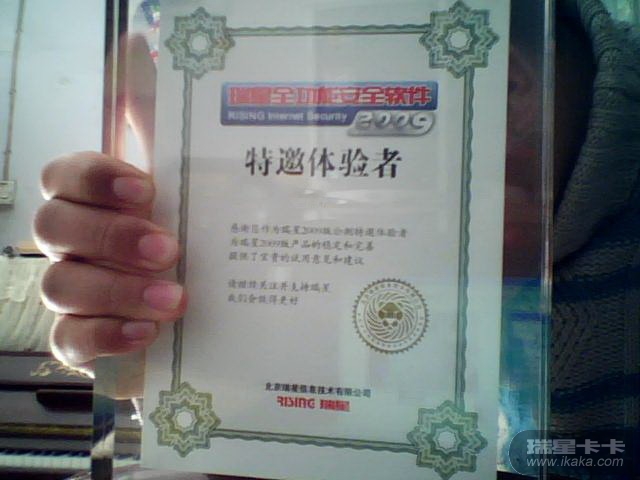 瑞星全功能安全软件
RISING Internet Security
2009
特邀体验者
感谢您作为瑞星2009版公测特邀体验者
为瑞星2009版产品的稳定和完善
提供了宝贵的试用意见和建议
请继续关注并支持瑞星
我们会做得更好
北京瑞星信息技术有限公司
RISING 瑞星
瑞星卡卡
www.ikaka.com